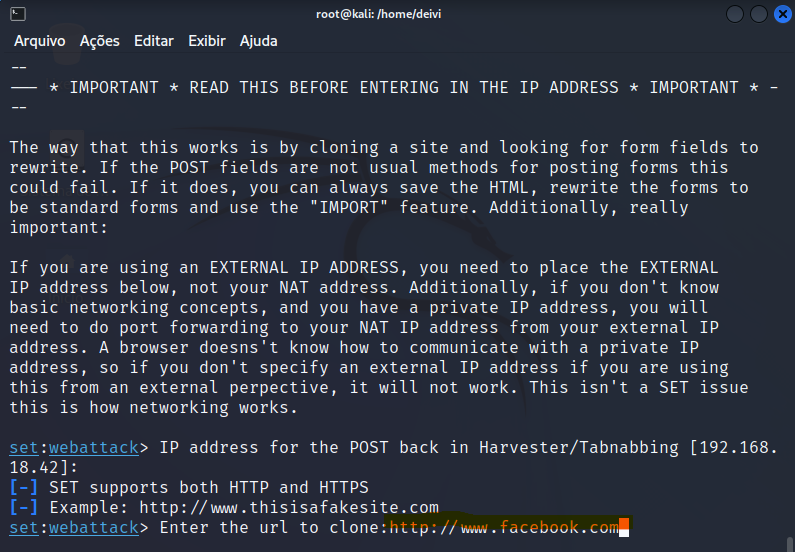 root@kali: /home/deivi
Arquivo Ações Editar Exibir Ajuda
--
--- * IMPORTANT * READ THIS BEFORE ENTERING IN THE IP ADDRESS * IMPORTANT * -
--
The way that this works is by cloning a site and looking for form fields to
rewrite. If the POST fields are not usual methods for posting forms this
could fail. If it does, you can always save the HTML, rewrite the forms to
be standard forms and use the "IMPORT" feature. Additionally, really
important:
If you are using an EXTERNAL IP ADDRESS, you need to place the EXTERNAL
IP address below, not your NAT address. Additionally, if you don't know
basic networking concepts, and you have a private IP address, you will
need to do port forwarding to your NAT IP address from your external IP
address. A browser doesns't know how to communicate with a private IP
address, so if you don't specify an external IP address if you are using
this from an external perpective, it will not work. This isn't a SET issue
this is how networking works.
set:webattack> IP address for the POST back in Harvester/Tabnabbing [192.168.
18.42]:
[-] SET supports both HTTP and HTTPS
[-] Example: http://www.thisisafakesite.com
set:webattack> Enter the url to clone:http://www.facebook.com